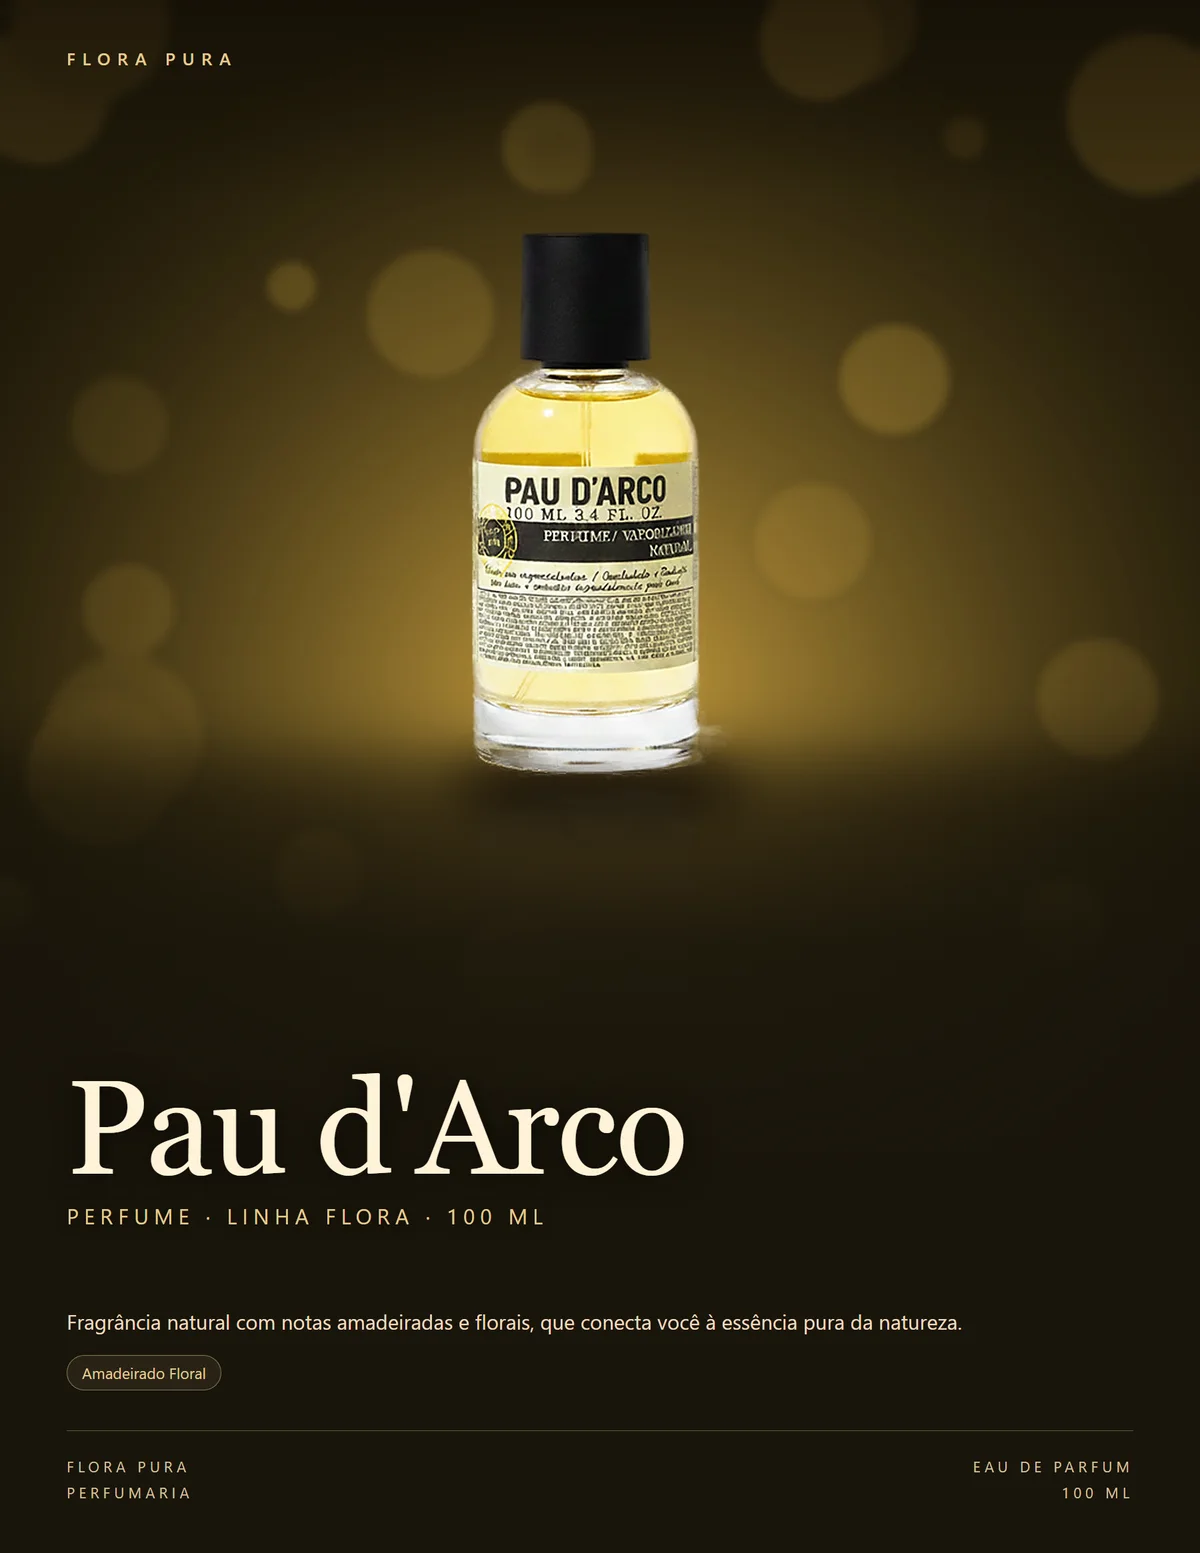 FLORA PURA
PAU D'ARCO
100 ML 3.4 FL. OZ.
PERFUME / VAPORIZADOR
NATURAL
Pau d'Arco
PERFUME · LINHA FLORA · 100 ML
Fragrância natural com notas amadeiradas e florais, que conecta você à essência pura da natureza.
Amadeirado Floral
FLORA PURA
PERFUMARIA
EAU DE PARFUM
100 ML